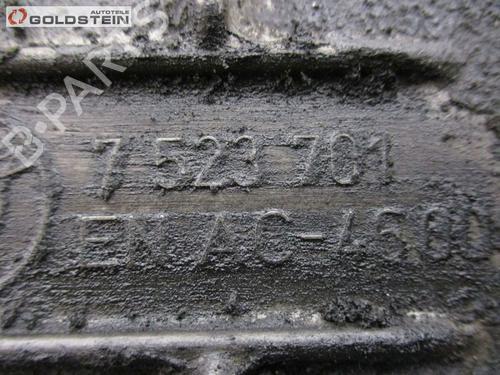 GOLDSTEIN
AUTOTEILE
B-PARTS
7 523 701
EN AC-4600